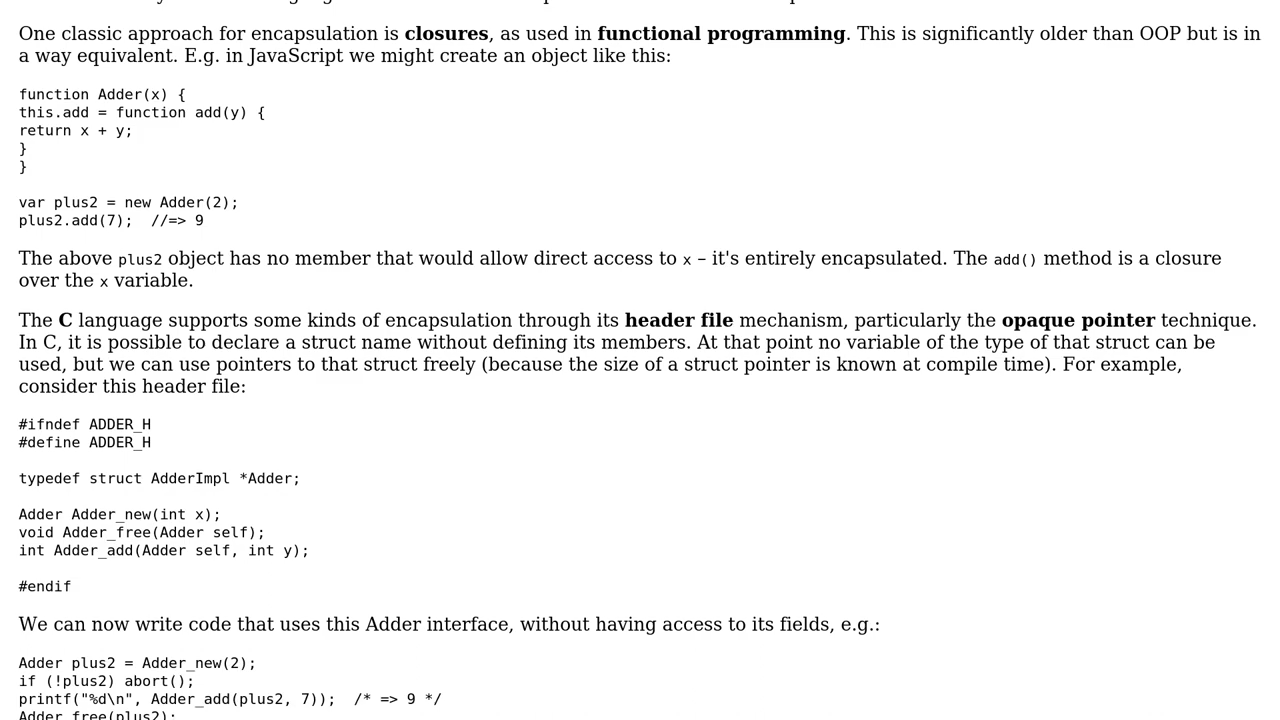 One classic approach for encapsulation is closures, as used in functional programming. This is significantly older than OOP but is in
a way equivalent. E.g. in JavaScript we might create an object like this:
function Adder(x) {
this.add = function add(y) {
return x + y;
}
}
var plus2 = new Adder(2);
plus2.add(7);  //=> 9
The above plus2 object has no member that would allow direct access to x – it's entirely encapsulated. The add() method is a closure
over the x variable.
The C language supports some kinds of encapsulation through its header file mechanism, particularly the opaque pointer technique.
In C, it is possible to declare a struct name without defining its members. At that point no variable of the type of that struct can be
used, but we can use pointers to that struct freely (because the size of a struct pointer is known at compile time). For example,
consider this header file:
#ifndef ADDER_H
#define ADDER_H
typedef struct AdderImpl *Adder;
Adder Adder_new(int x);
void Adder_free(Adder self);
int Adder_add(Adder self, int y);
#endif
We can now write code that uses this Adder interface, without having access to its fields, e.g.:
Adder plus2 = Adder_new(2);
if (!plus2) abort();
printf("%d\n", Adder_add(plus2, 7));  /* => 9 */
Adder_free(plus2);